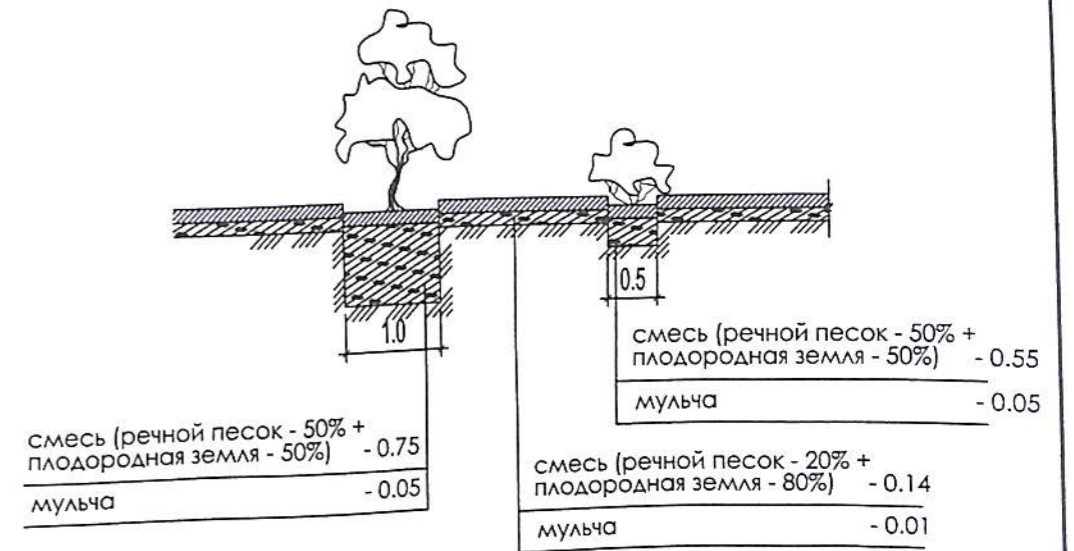 0.5
1.0
смесь (речной песок - 50% +
плодородная земля - 50%) - 0.55
мульча - 0.05
смесь (речной песок - 50% +
плодородная земля - 50%) - 0.75
мульча - 0.05
смесь (речной песок - 20% +
плодородная земля - 80%) - 0.14
мульча - 0.01